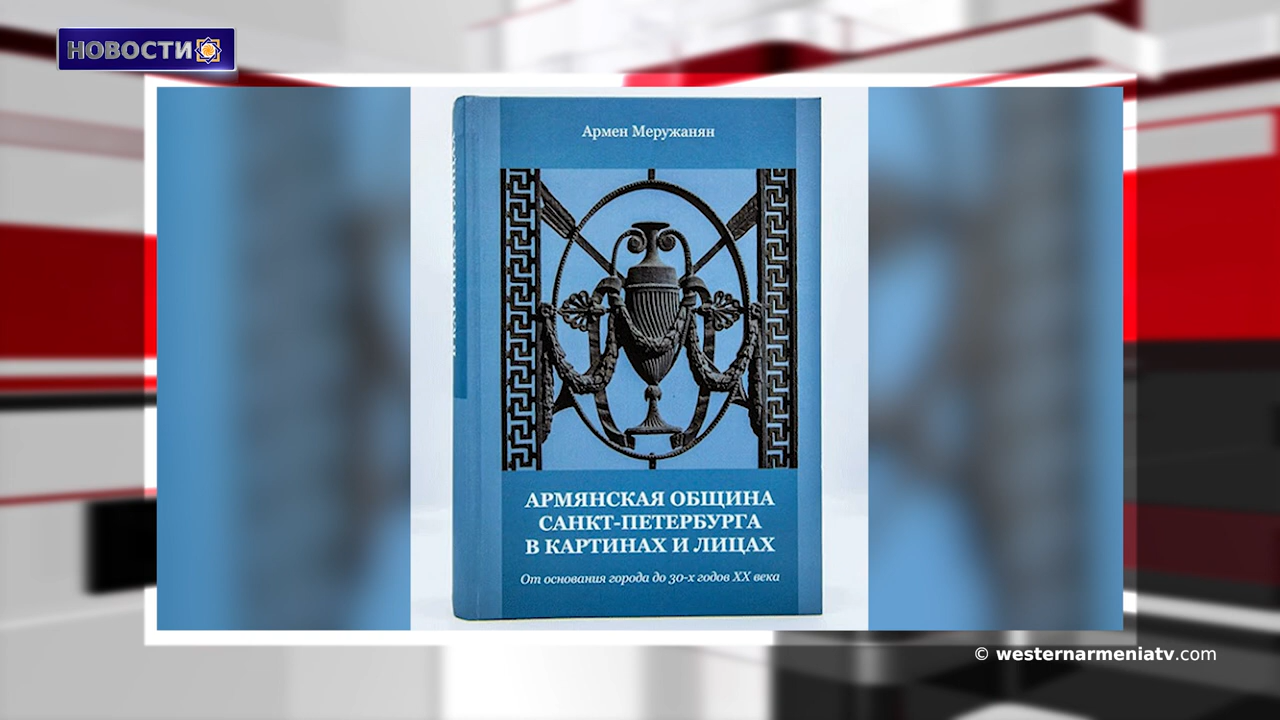 НОВОСТИ
Армен Меружанян
АРМЯНСКАЯ ОБЩИНА
САНКТ-ПЕТЕРБУРГА
В КАРТИНАХ И ЛИЦАХ
От основания города до 30-х годов XX века
© westernarmeniatv.com